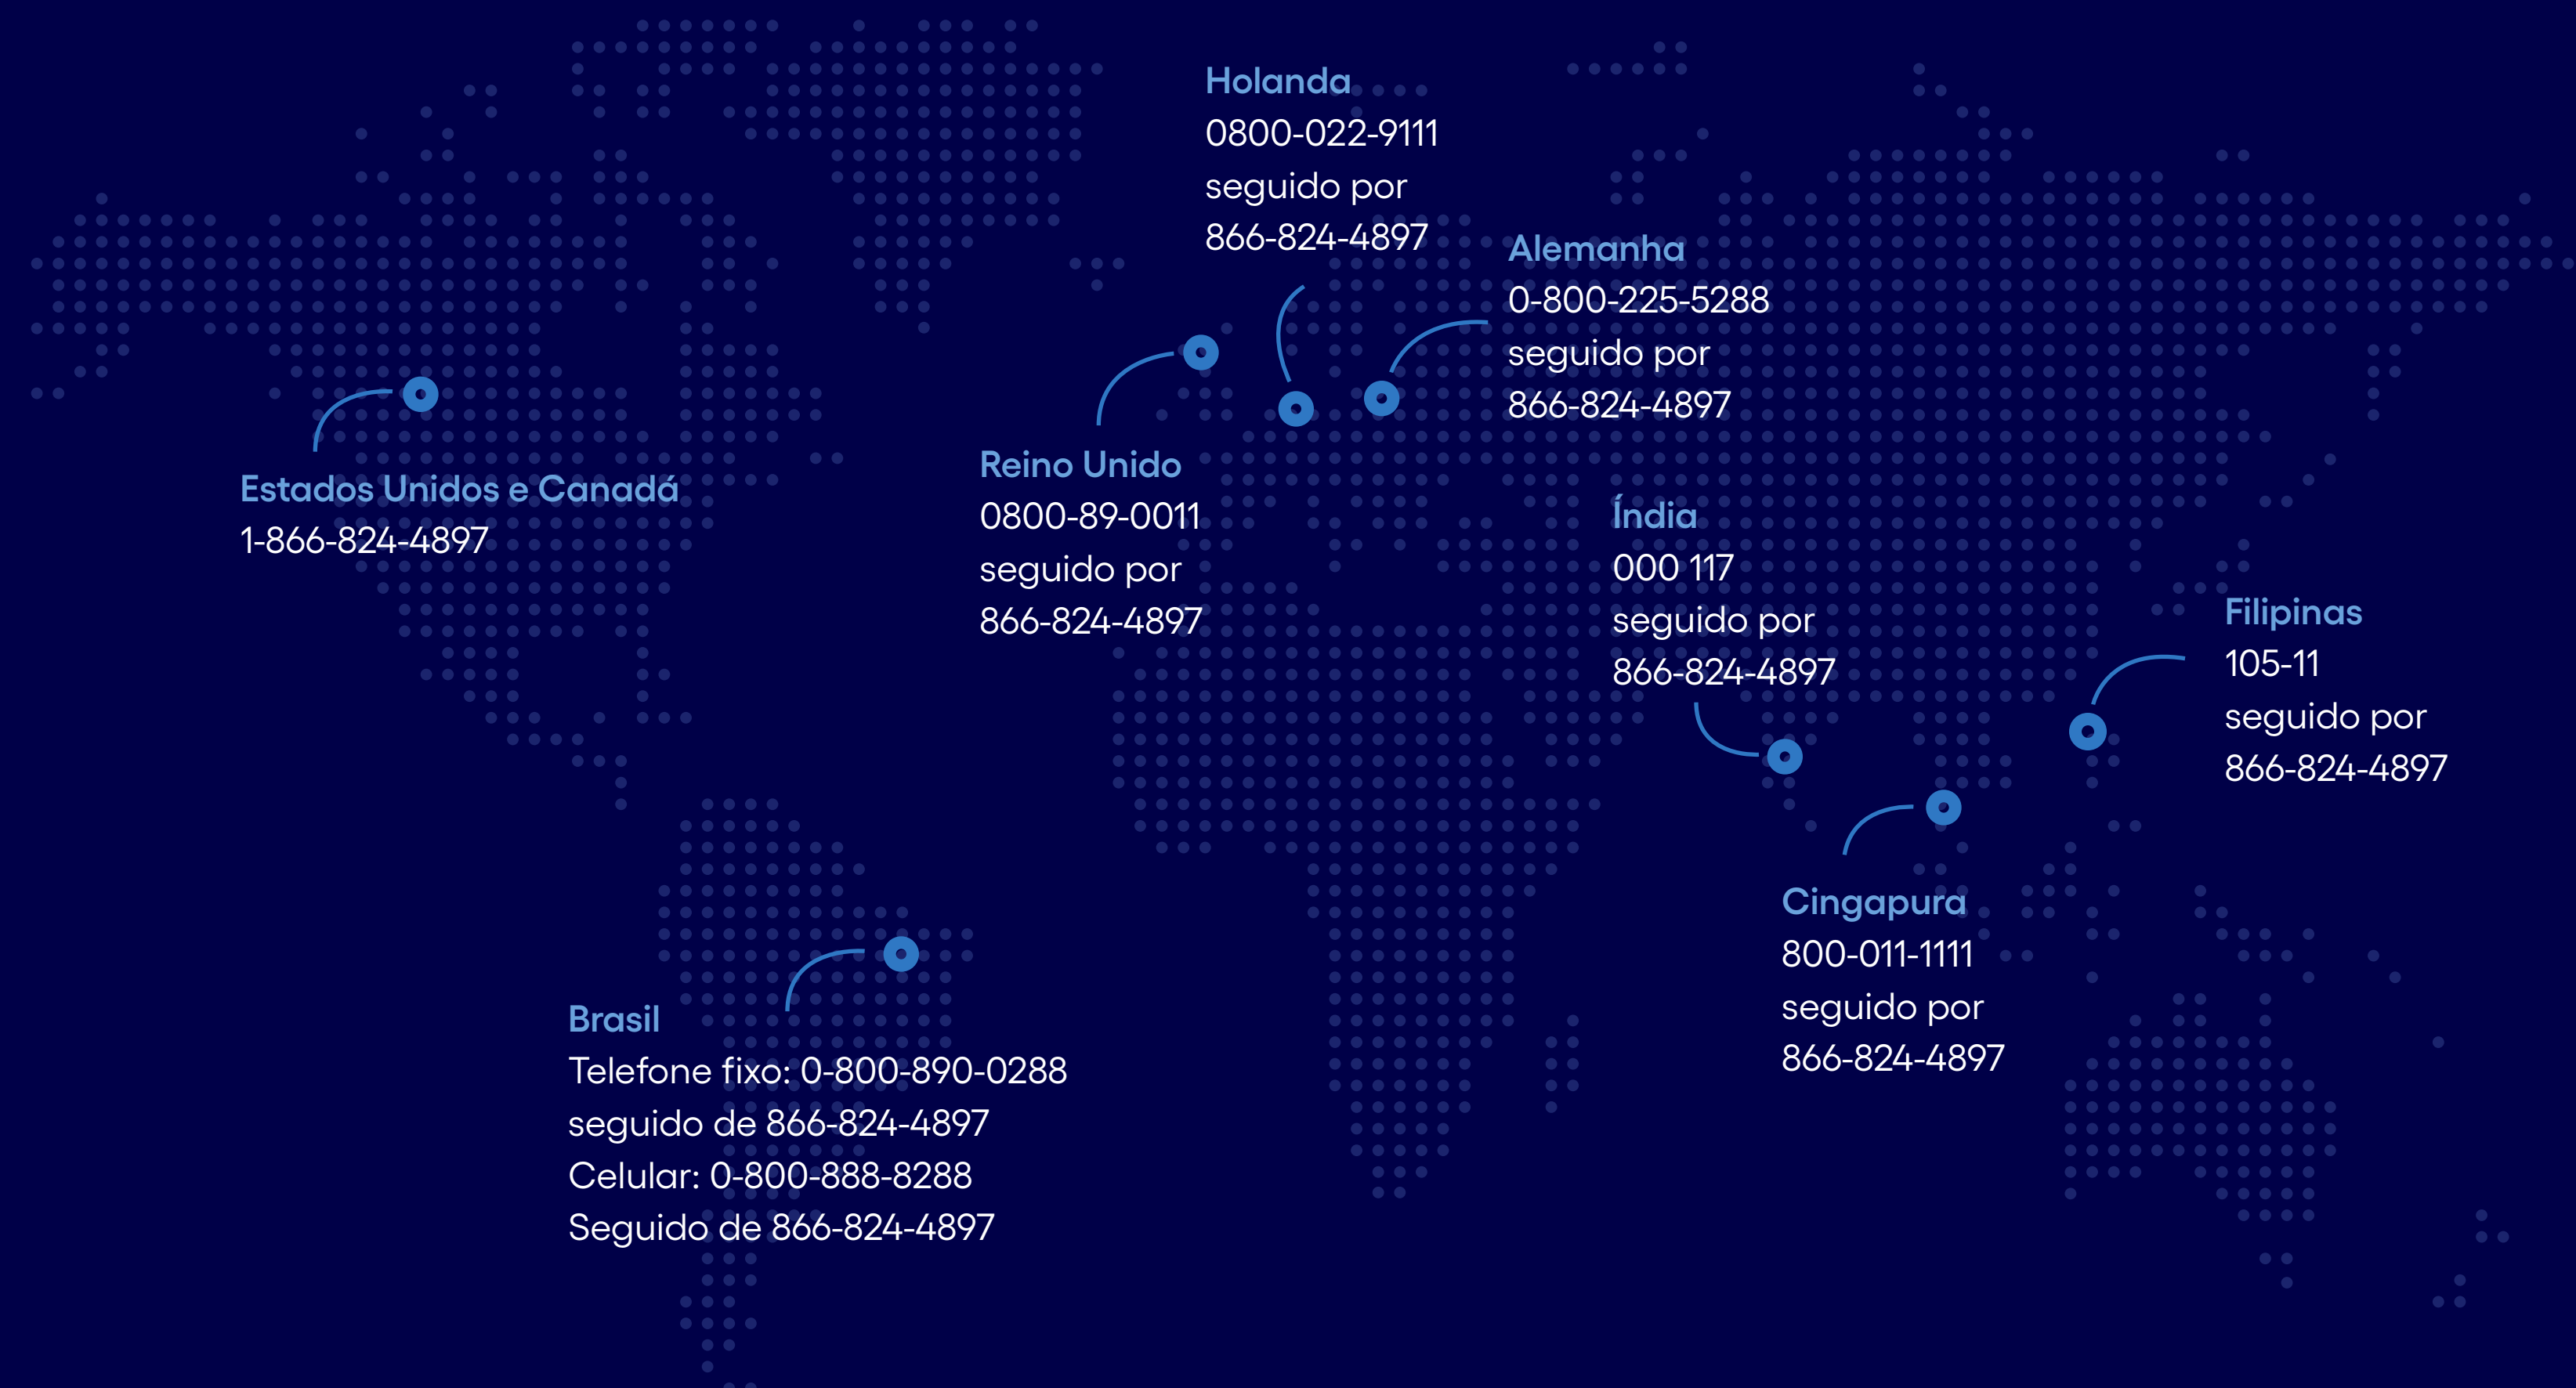 Holanda
0800-022-9111
seguido por
866-824-4897
Alemanha
0-800-225-5288
seguido por
866-824-4897
Estados Unidos e Canadá
1-866-824-4897
Reino Unido
0800-89-0011
seguido por
866-824-4897
Índia
000 117
seguido por
866-824-4897
Filipinas
105-11
seguido por
866-824-4897
Cingapura
800-011-1111
seguido por
866-824-4897
Brasil
Telefone fixo: 0-800-890-0288
seguido de 866-824-4897
Celular: 0-800-888-8288
Seguido de 866-824-4897